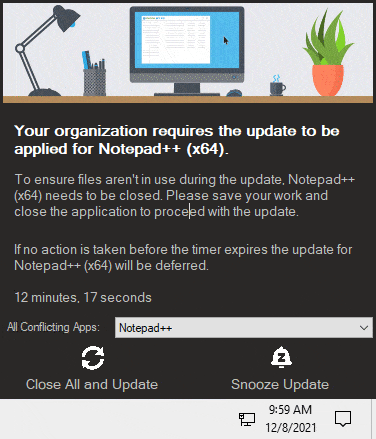 Your organization requires the update to be
applied for Notepad++ (x64).
To ensure files aren't in use during the update, Notepad++
(x64) needs to be closed. Please save your work and
close the application to proceed with the update.
If no action is taken before the timer expires the update for
Notepad++ (x64) will be deferred.
12 minutes, 17 seconds
All Conflicting Apps: Notepad++
Close All and Update Snooze Update
9:59 AM
12/8/2021